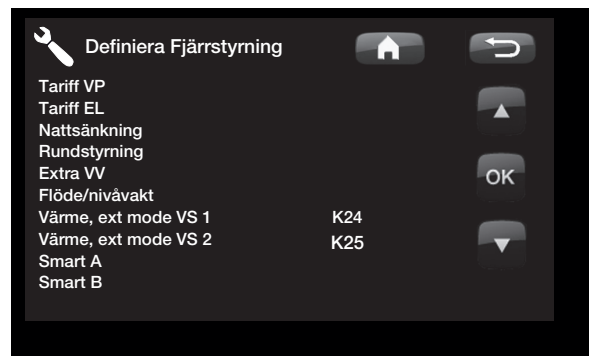 Definiera Fjärrstyrning
Tariff VP
Tariff EL
Nattsänkning
Rundstyrning
Extra VV
Flöde/nivåvakt
Värme, ext mode VS 1 K24
Värme, ext mode VS 2 K25
Smart A
Smart B
OK